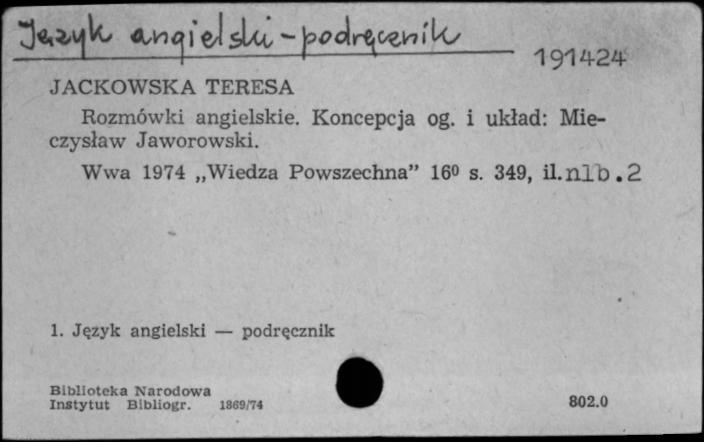 Język angielski - podręcznik
191424
JACKOWSKA TERESA
Rozmówki angielskie. Koncepcja og. i układ: Mie-
czysław Jaworowski.
Wwa 1974 „Wiedza Powszechna” 16⁰ s. 349, il. nlb.2
1. Język angielski — podręcznik
Biblioteka Narodowa
Instytut Bibliogr. 1869/74
802.0